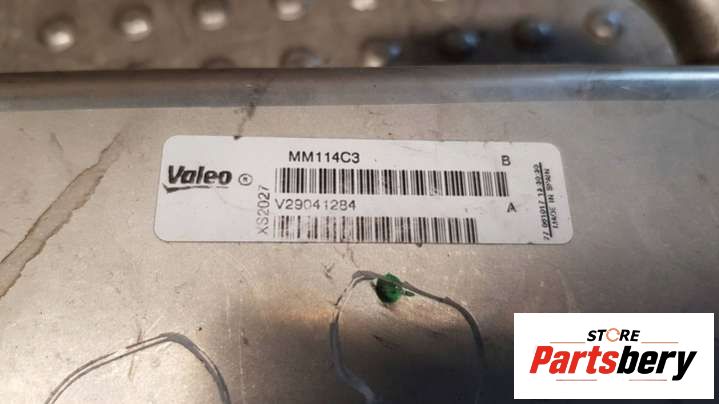 MM114C3 B
Valeo ®
XS2027
V29041284 A
MADE IN SPAIN
STORE
Partsbery